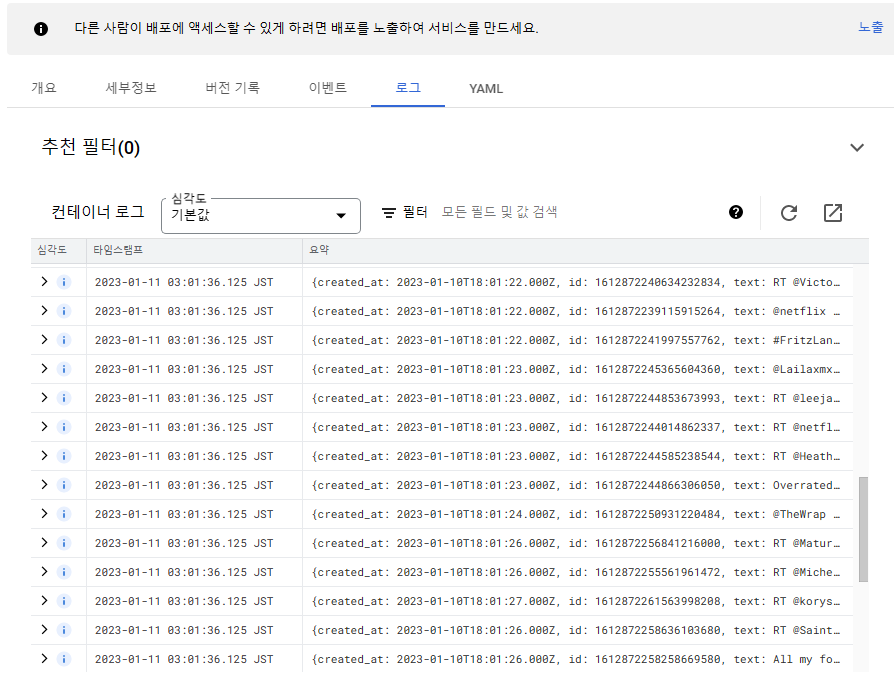 다른 사람이 배포에 액세스할 수 있게 하려면 배포를 노출하여 서비스를 만드세요. 노출
개요 세부정보 버전 기록 이벤트 로그 YAML
추천 필터(0)
컨테이너 로그 심각도 기본값 필터 모든 필드 및 값 검색
심각도 타임스탬프 요약
2023-01-11 03:01:36.125 JST {created_at: 2023-01-10T18:01:22.000Z, id: 1612872240634232834, text: RT @Victo…
2023-01-11 03:01:36.125 JST {created_at: 2023-01-10T18:01:22.000Z, id: 1612872239115915264, text: @netflix …
2023-01-11 03:01:36.125 JST {created_at: 2023-01-10T18:01:22.000Z, id: 1612872241997557762, text: #FritzLan…
2023-01-11 03:01:36.125 JST {created_at: 2023-01-10T18:01:23.000Z, id: 1612872245365604360, text: @Lailaxmx…
2023-01-11 03:01:36.125 JST {created_at: 2023-01-10T18:01:23.000Z, id: 1612872244853673993, text: RT @leeja…
2023-01-11 03:01:36.125 JST {created_at: 2023-01-10T18:01:23.000Z, id: 1612872244014862337, text: RT @netfl…
2023-01-11 03:01:36.125 JST {created_at: 2023-01-10T18:01:23.000Z, id: 1612872244585238544, text: RT @Heath…
2023-01-11 03:01:36.125 JST {created_at: 2023-01-10T18:01:23.000Z, id: 1612872244866306050, text: Overrated…
2023-01-11 03:01:36.125 JST {created_at: 2023-01-10T18:01:24.000Z, id: 1612872250931220484, text: @TheWrap …
2023-01-11 03:01:36.125 JST {created_at: 2023-01-10T18:01:26.000Z, id: 1612872256841216000, text: RT @Matur…
2023-01-11 03:01:36.125 JST {created_at: 2023-01-10T18:01:26.000Z, id: 1612872255561961472, text: RT @Miche…
2023-01-11 03:01:36.125 JST {created_at: 2023-01-10T18:01:27.000Z, id: 1612872261563998208, text: RT @korys…
2023-01-11 03:01:36.125 JST {created_at: 2023-01-10T18:01:26.000Z, id: 1612872258636103680, text: RT @Saint…
2023-01-11 03:01:36.125 JST {created_at: 2023-01-10T18:01:26.000Z, id: 1612872258258669580, text: All my fo…